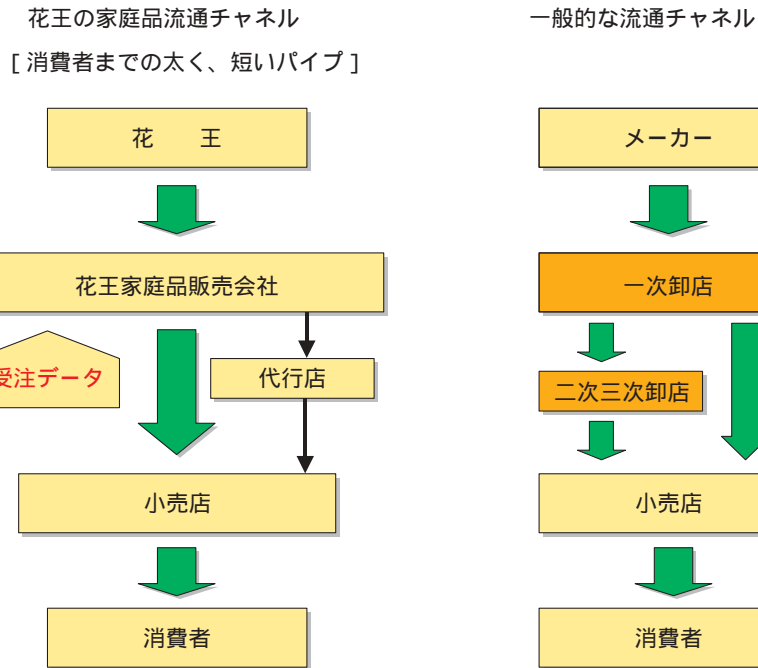 花王の家庭品流通チャネル
[ 消費者までの太く、短いパイプ ]
花 王
花王家庭品販売会社
受注データ
代行店
小売店
消費者
一般的な流通チャネル
メーカー
一次卸店
二次三次卸店
小売店
消費者